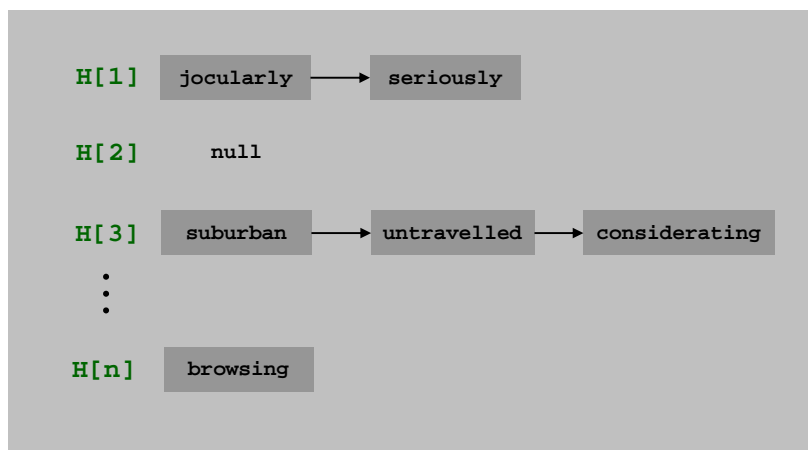 H[1] jocularly seriously
H[2] null
H[3] suburban untravelled considerating
H[n] browsing